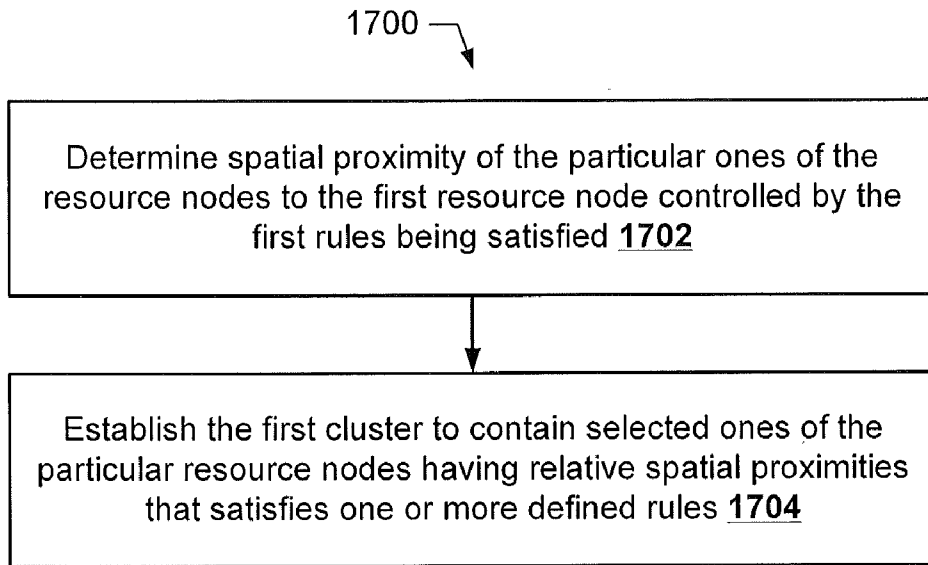 1700
Determine spatial proximity of the particular ones of the
resource nodes to the first resource node controlled by the
first rules being satisfied 1702
Establish the first cluster to contain selected ones of the
particular resource nodes having relative spatial proximities
that satisfies one or more defined rules 1704